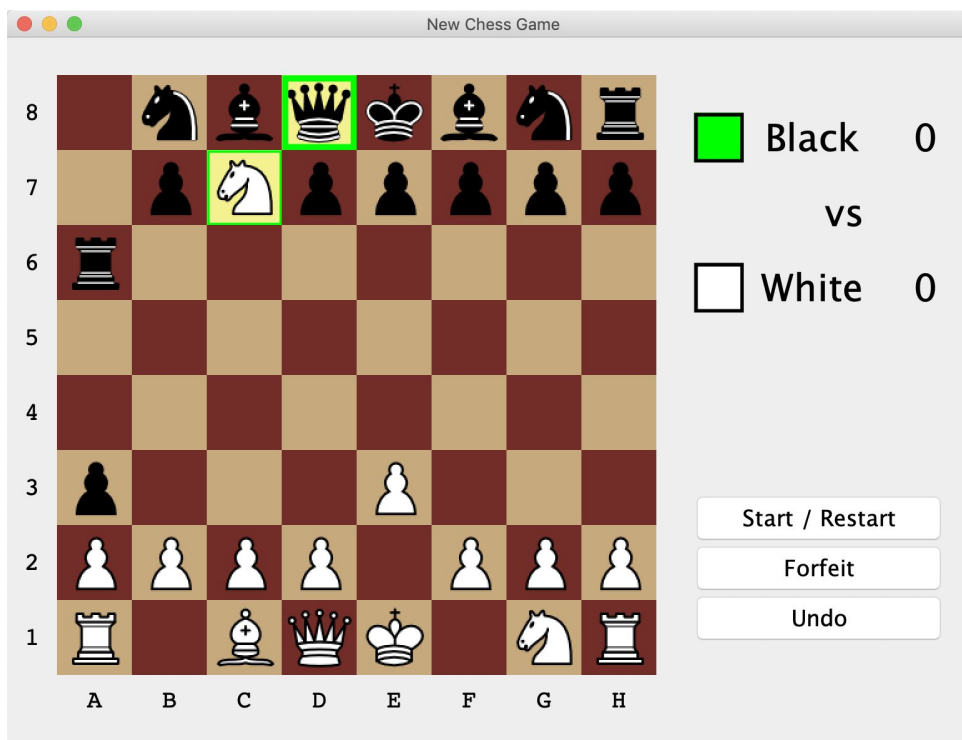 New Chess Game
8
Black 0
7
vs
6
White 0
5
4
3
Start / Restart
2
Forfeit
Undo
1
A B C D E F G H